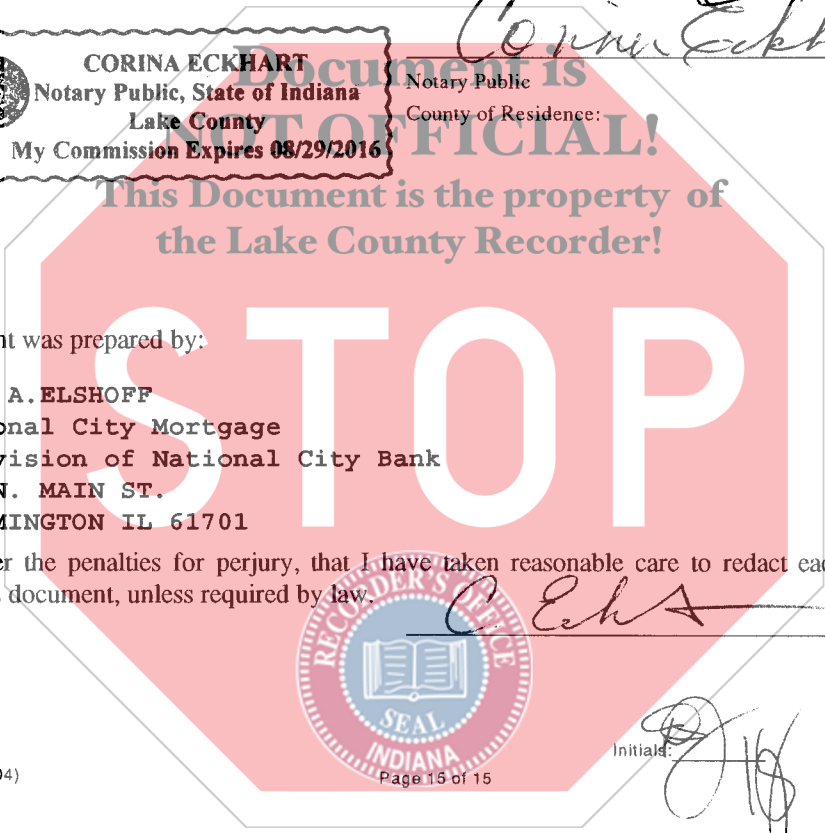 Corina Eckh
CORINA ECKHART
Notary Public, State of Indiana
Lake County
My Commission Expires 08/29/2016
Notary Public
County of Residence:
Document is
NOT OFFICIAL!
This Document is the property of
the Lake County Recorder!
STOP
nt was prepared by:
A.ELSHOFF
onal City Mortgage
vision of National City Bank
N. MAIN ST.
MINGTON IL 61701
er the penalties for perjury, that I have taken reasonable care to redact eac
s document, unless required by law.
C Eckh
RECORDER'S OFFICE
SEAL
INDIANA
Initials:
04)
Page 15 of 15